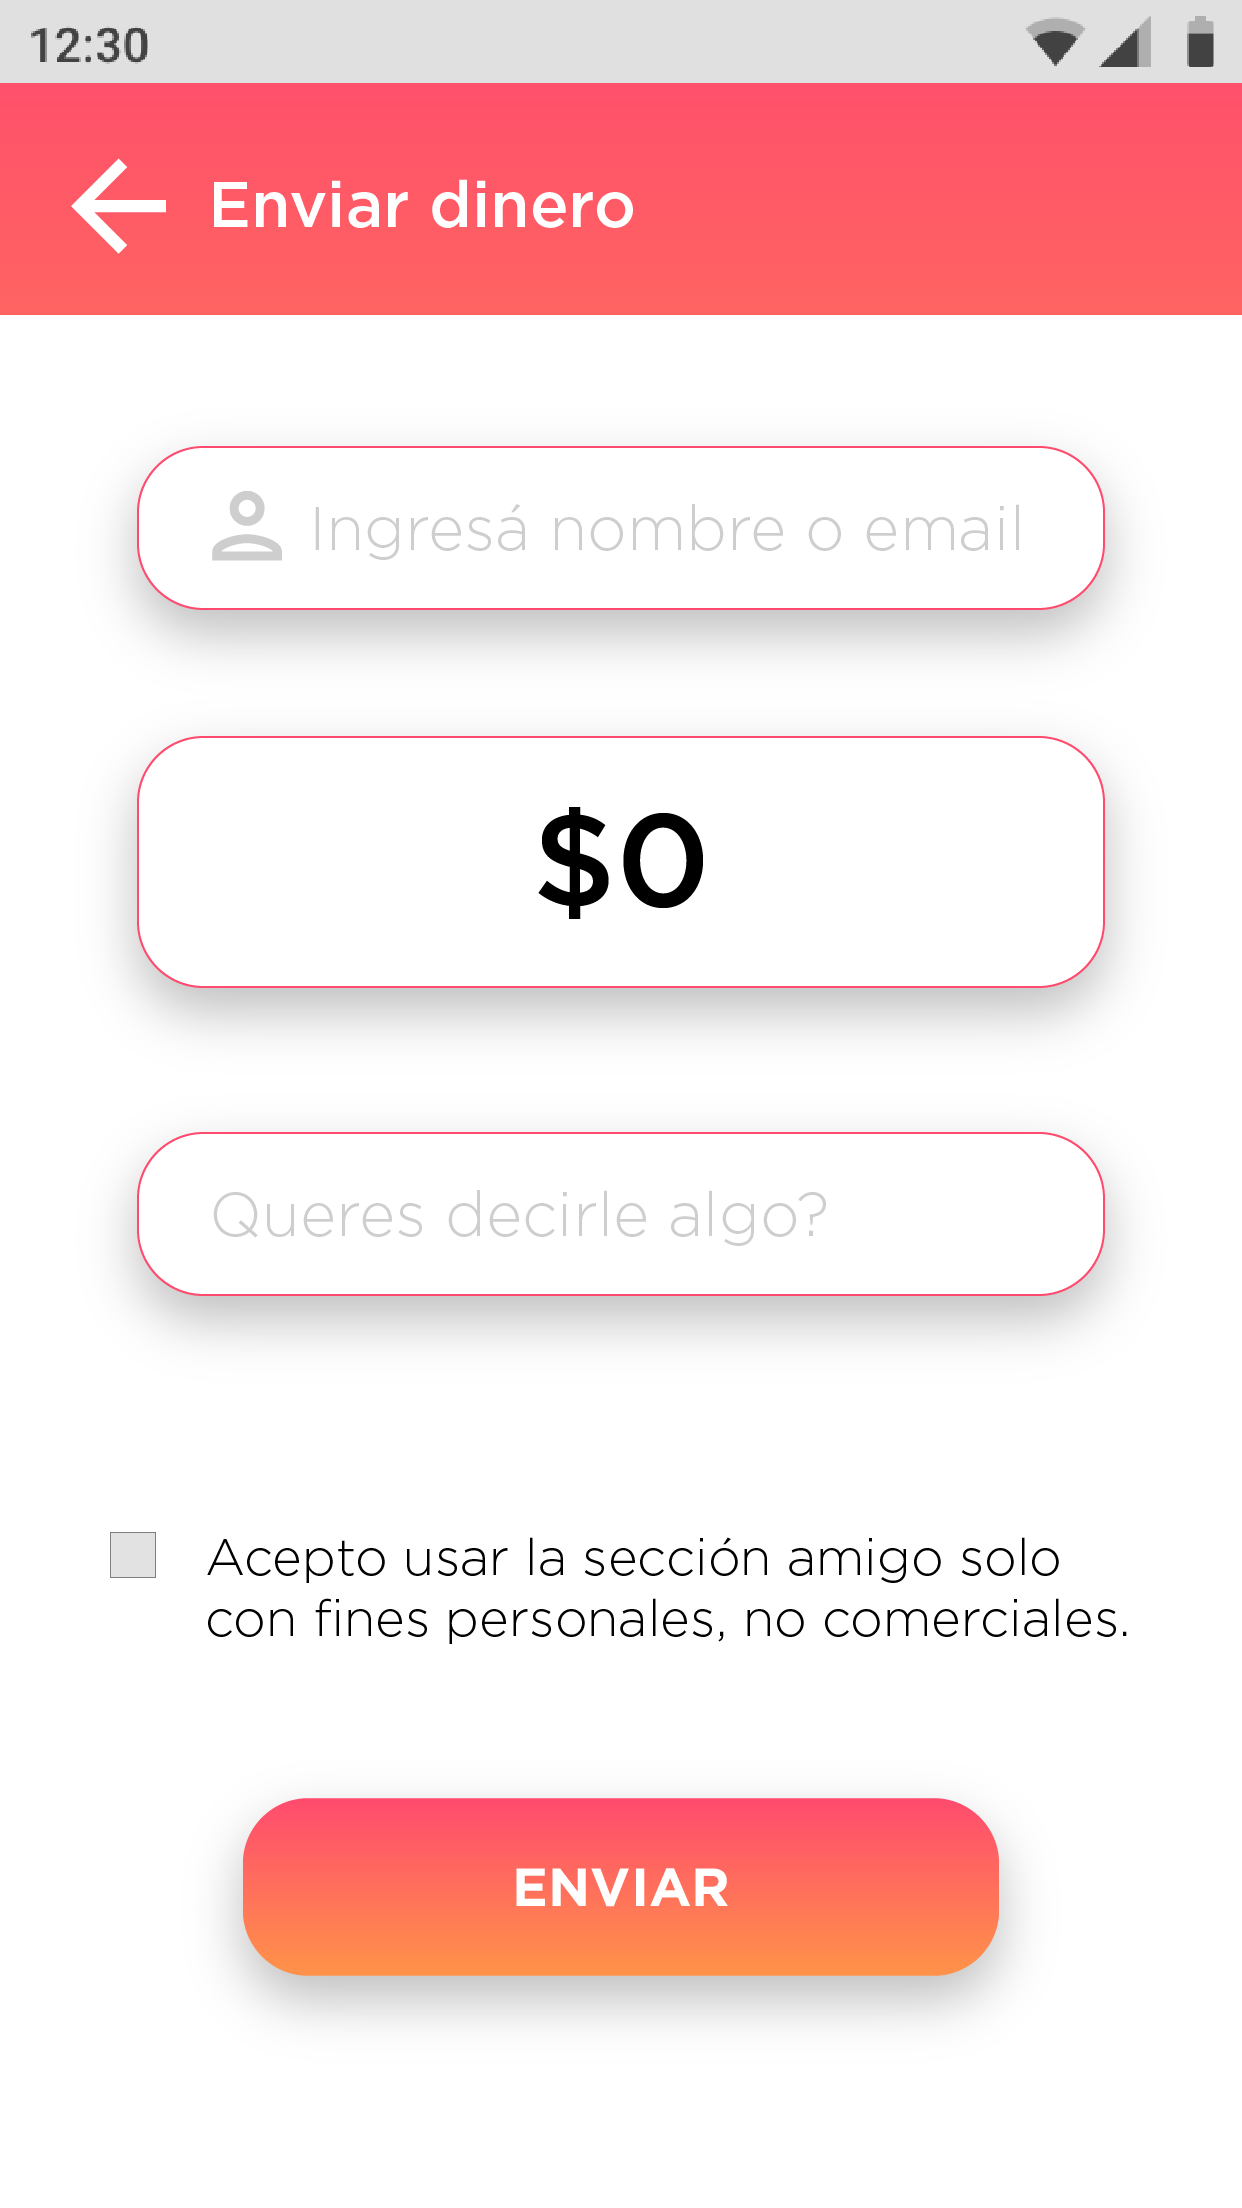 12:30
Enviar dinero
Ingresá nombre o email
$0
Queres decirle algo?
Acepto usar la sección amigo solo
con fines personales, no comerciales.
ENVIAR